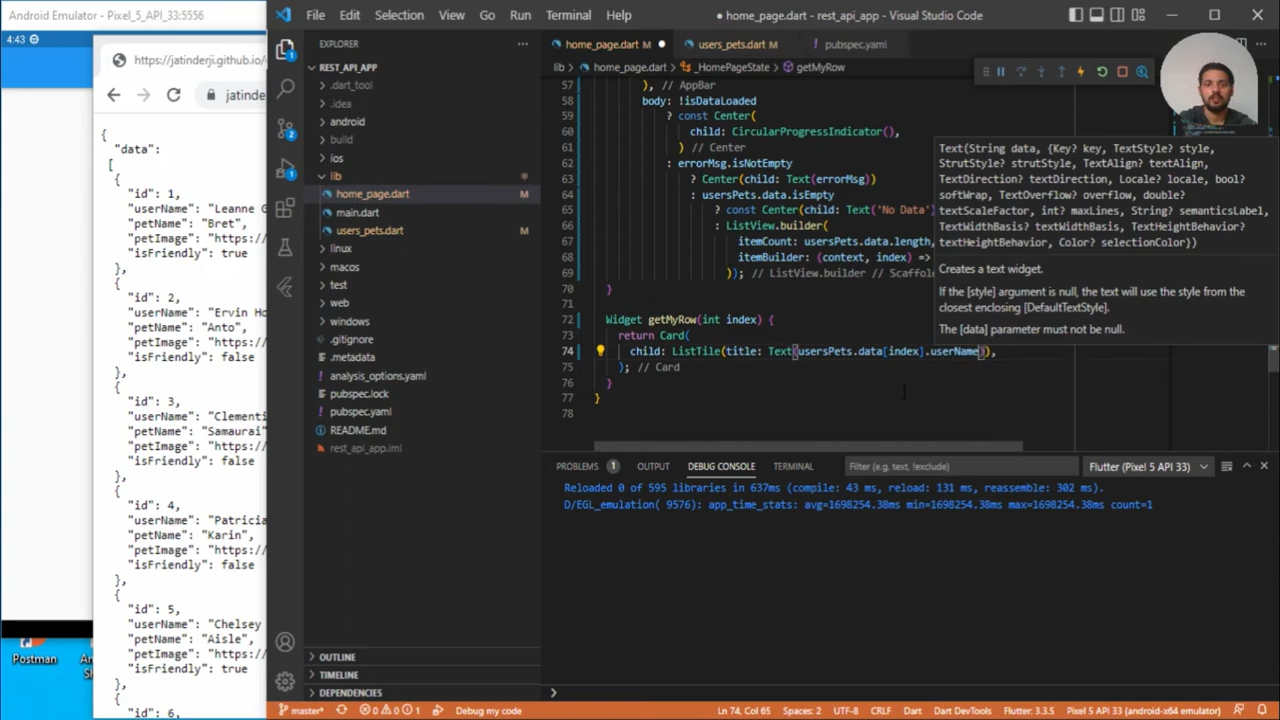 Android Emulator - Pixel_5_API_33:5556
4:43
https://jatinderji.github.io/
jatinde
{
"data":
[
{
"id": 1,
"userName": "Leanne G
"petName": "Bret",
"petImage": "https:/
"isFriendly": true
},
{
"id": 2,
"userName": "Ervin Ho
"petName": "Anto",
"petImage": "https:/
"isFriendly": false
},
{
"id": 3,
"userName": "Clementi
"petName": "Samaurai"
"petImage": "https:/
"isFriendly": false
},
{
"id": 4,
"userName": "Patricia
"petName": "Karin",
"petImage": "https:/
"isFriendly": false
},
{
"id": 5,
"userName": "Chelsey
"petName": "Aisle",
"petImage": "https:/
"isFriendly": true
},
{
"id": 6,
Postman
File Edit Selection View Go Run Terminal Help
● home_page.dart - rest_api_app - Visual Studio Code
EXPLORER ...
REST_API_APP
.dart_tool
.idea
android
build
ios
lib
home_page.dart M
main.dart
users_pets.dart M
linux
macos
test
web
windows
.gitignore
.metadata
analysis_options.yaml
pubspec.lock
pubspec.yaml
README.md
rest_api_app.iml
OUTLINE
TIMELINE
DEPENDENCIES
home_page.dart M ● users_pets.dart M pubspec.yaml
lib > home_page.dart > _HomePageState > getMyRow
57 ), // AppBar
58 body: !isDataLoaded
59 ? const Center(
60 child: CircularProgressIndicator(),
61 ) // Center
62 : errorMsg.isNotEmpty
63 ? Center(child: Text(errorMsg))
64 : usersPets.data.isEmpty
65 ? const Center(child: Text('No Data')
66 : ListView.builder(
67 itemCount: usersPets.data.length,
68 itemBuilder: (context, index) =>
69 )); // ListView.builder // Scaffo
70 }
71
72 Widget getMyRow(int index) {
73 return Card(
74 child: ListTile(title: Text(usersPets.data[index].userName)),
75 ); // Card
76 }
77 }
78
Text(String data, {Key? key, TextStyle? style,
StrutStyle? strutStyle, TextAlign? textAlign,
TextDirection? textDirection, Locale? locale, bool?
softWrap, TextOverflow? overflow, double?
textScaleFactor, int? maxLines, String? semanticsLabel,
TextWidthBasis? textWidthBasis, TextHeightBehavior?
textHeightBehavior, Color? selectionColor})
Creates a text widget.
If the [style] argument is null, the text will use the style from the
closest enclosing [DefaultTextStyle].
The [data] parameter must not be null.
PROBLEMS 1 OUTPUT DEBUG CONSOLE TERMINAL Filter (e.g. text, !exclude) Flutter (Pixel 5 API 33)
Reloaded 0 of 595 libraries in 637ms (compile: 43 ms, reload: 131 ms, reassemble: 302 ms).
D/EGL_emulation( 9576): app_time_stats: avg=1698254.38ms min=1698254.38ms max=1698254.38ms count=1
master* 0 0 1 Debug my code Ln 74, Col 65 Spaces: 2 UTF-8 CRLF Dart Dart DevTools Flutter: 3.3.5 Pixel 5 API 33 (android-x64 emulator)